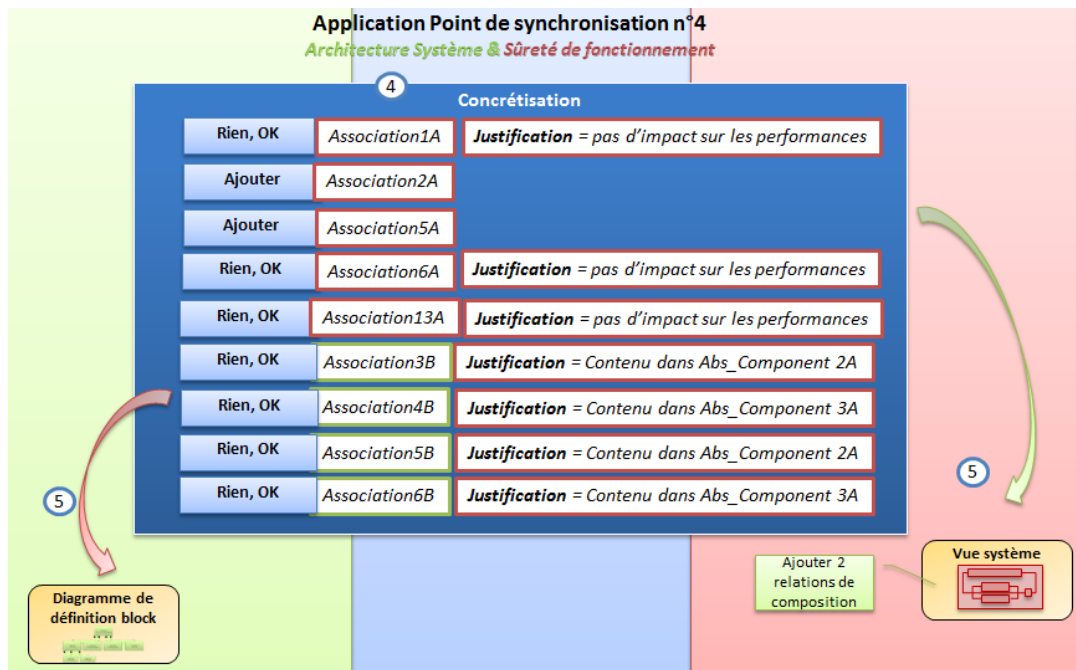 Application Point de synchronisation n°4
Architecture Système & Sûreté de fonctionnement
4
Concrétisation
Rien, OK Association1A Justification = pas d'impact sur les performances
Ajouter Association2A
Ajouter Association5A
Rien, OK Association6A Justification = pas d'impact sur les performances
Rien, OK Association13A Justification = pas d'impact sur les performances
Rien, OK Association3B Justification = Contenu dans Abs_Component 2A
Rien, OK Association4B Justification = Contenu dans Abs_Component 3A
Rien, OK Association5B Justification = Contenu dans Abs_Component 2A
Rien, OK Association6B Justification = Contenu dans Abs_Component 3A
5
5
Diagramme de
définition block
Ajouter 2
relations de
composition
Vue système